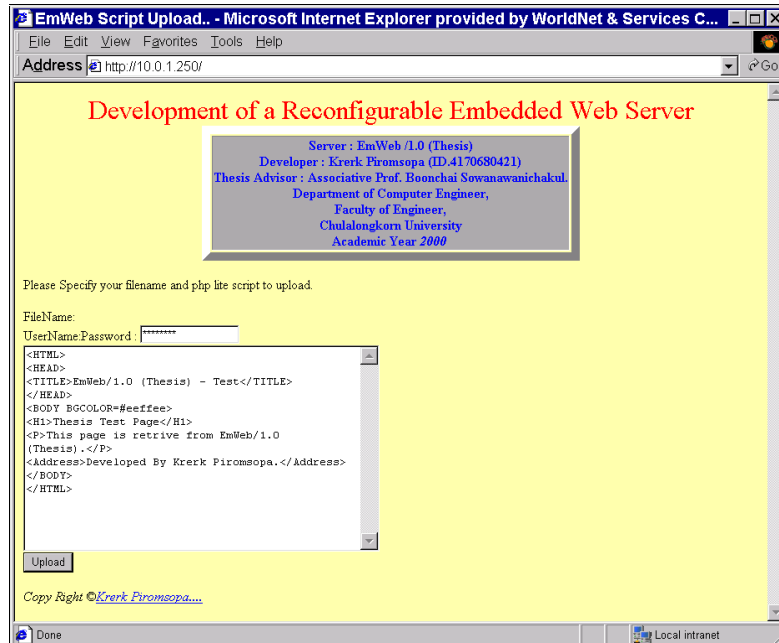 EmWeb Script Upload.. - Microsoft Internet Explorer provided by WorldNet & Services C...
File Edit View Favorites Tools Help
Address http://10.0.1.250/ Go
Development of a Reconfigurable Embedded Web Server
Server : EmWeb /1.0 (Thesis)
Developer : Krerk Piromsopa (ID.4170680421)
Thesis Advisor : Associative Prof. Boonchai Sowanawanichakul.
Department of Computer Engineer,
Faculty of Engineer,
Chulalongkorn University
Academic Year 2000
Please Specify your filename and php lite script to upload.
FileName:
UserName:Password : ********
<HTML>
<HEAD>
<TITLE>EmWeb/1.0 (Thesis) - Test</TITLE>
</HEAD>
<BODY BGCOLOR=#eeffee>
<H1>Thesis Test Page</H1>
<P>This page is retrive from EmWeb/1.0
(Thesis).</P>
<Address>Developed By Krerk Piromsopa.</Address>
</BODY>
</HTML>
Upload
Copy Right ©Krerk Piromsopa....
Done Local intranet